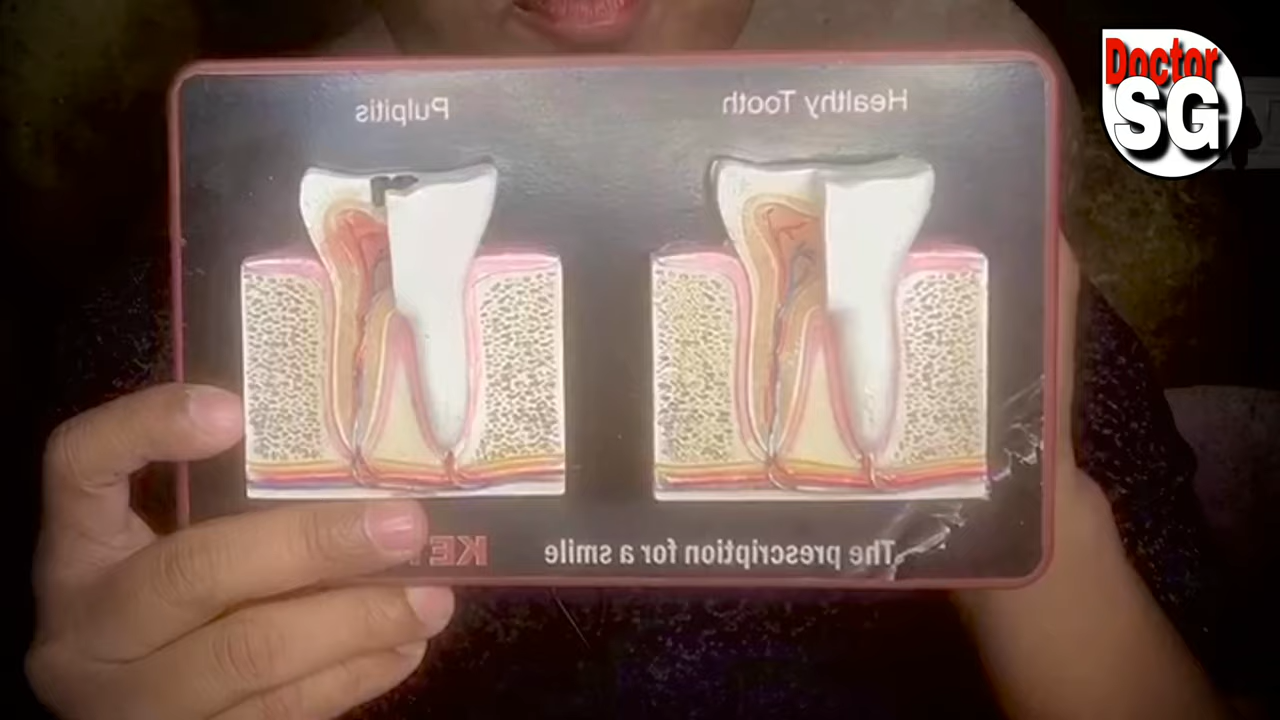 Doctor
SG
Pulpitis
Healthy Tooth
The prescription for a smile